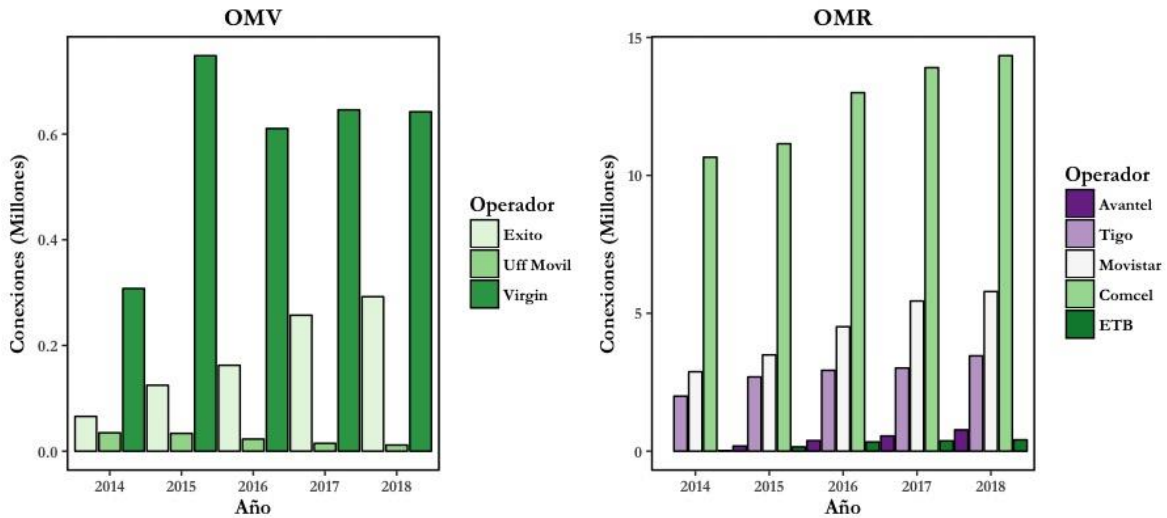 OMV
Conexiones (Millones)
0.6
0.4
0.2
0.0
2014
2015
2016
2017
2018
Año
Operador
Exito
Uff Movil
Virgin
OMR
Conexiones (Millones)
15
10
5
0
2014
2015
2016
2017
2018
Año
Operador
Avantel
Tigo
Movistar
Comcel
ETB